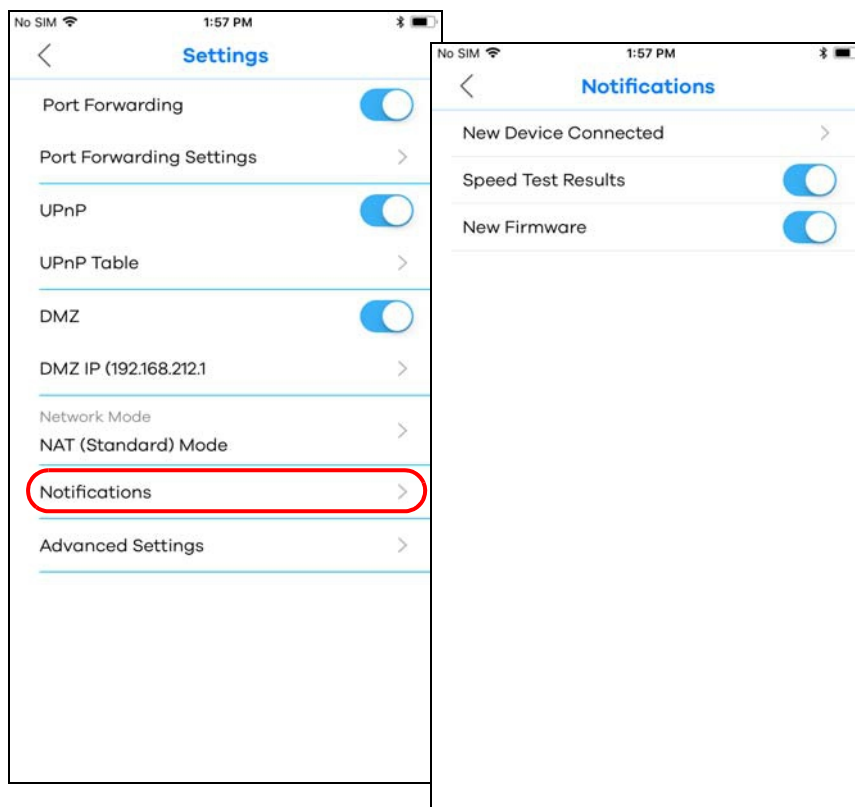 No SIM 1:57 PM
Settings
Port Forwarding
Port Forwarding Settings
UPnP
UPnP Table
DMZ
DMZ IP (192.168.212.1
Network Mode
NAT (Standard) Mode
Notifications
Advanced Settings
No SIM 1:57 PM
Notifications
New Device Connected
Speed Test Results
New Firmware